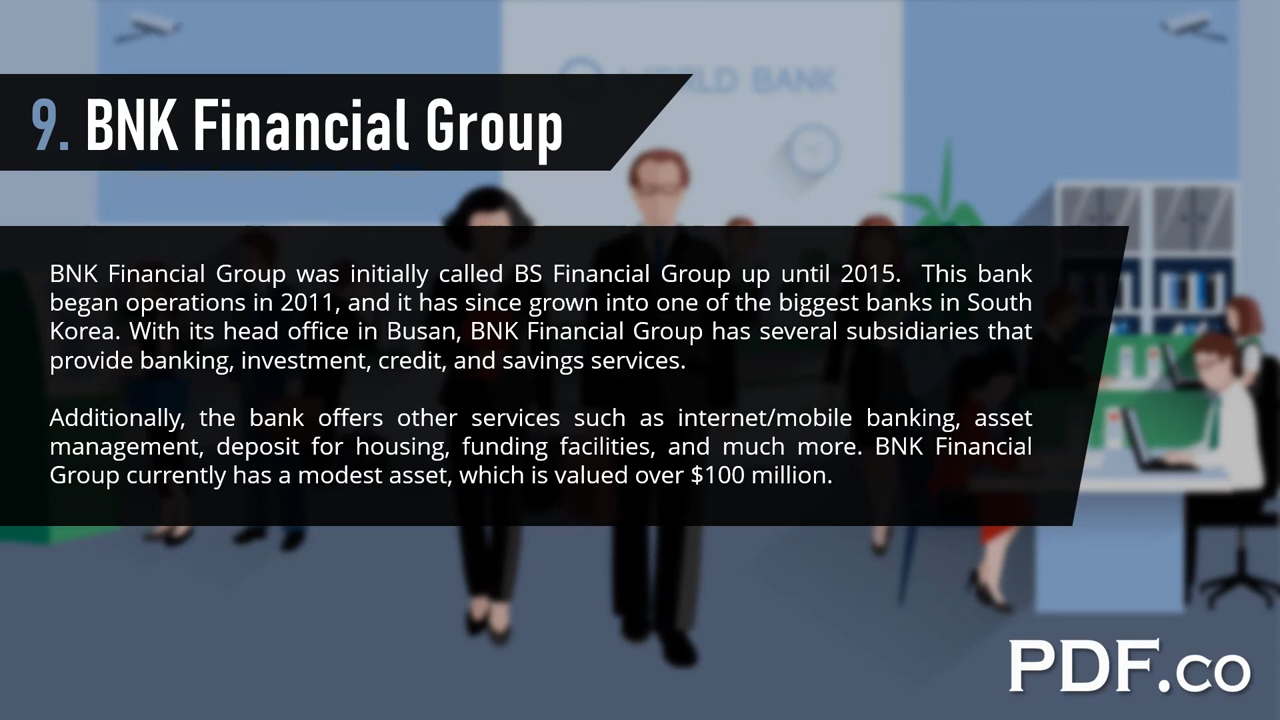 WORLD BANK
9. BNK Financial Group
BNK Financial Group was initially called BS Financial Group up until 2015.  This bank
began operations in 2011, and it has since grown into one of the biggest banks in South
Korea. With its head office in Busan, BNK Financial Group has several subsidiaries that
provide banking, investment, credit, and savings services.
Additionally, the bank offers other services such as internet/mobile banking, asset
management, deposit for housing, funding facilities, and much more. BNK Financial
Group currently has a modest asset, which is valued over $100 million.
PDF.co